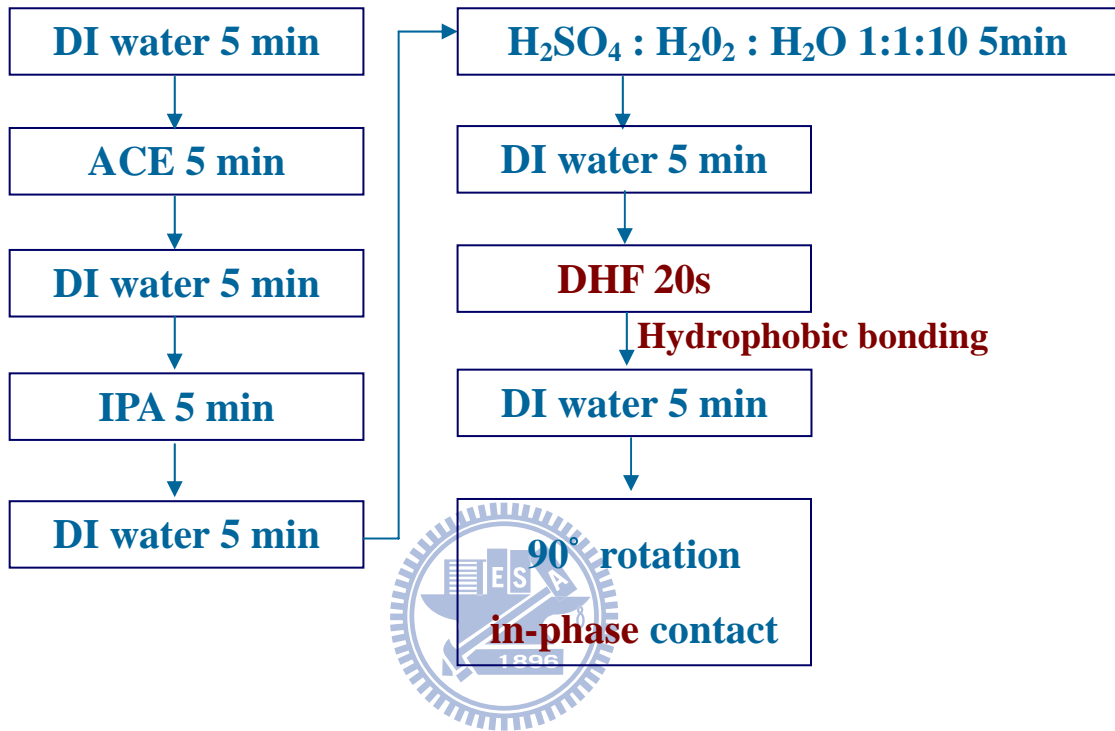 DI water 5 min
ACE 5 min
DI water 5 min
IPA 5 min
DI water 5 min
H₂SO₄ : H₂0₂ : H₂O 1:1:10 5min
DI water 5 min
DHF 20s
Hydrophobic bonding
DI water 5 min
90° rotation
in-phase contact
E S A
1896